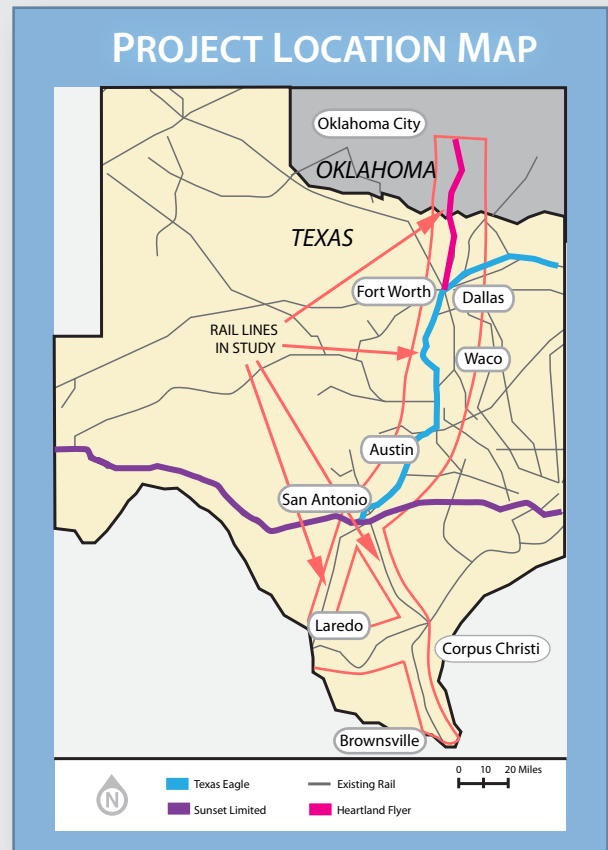 PROJECT LOCATION MAP
Oklahoma City
OKLAHOMA
TEXAS
Fort Worth
Dallas
RAIL LINES
IN STUDY
Waco
Austin
San Antonio
Laredo
Corpus Christi
Brownsville
N
Texas Eagle
Existing Rail
0 10 20 Miles
Sunset Limited
Heartland Flyer